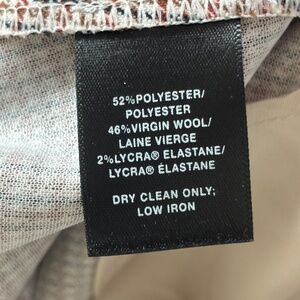 52%POLYESTER/
POLYESTER
46%VIRGIN WOOL/
LAINE VIERGE
2%LYCRA® ELASTANE/
LYCRA® ÉLASTANE
DRY CLEAN ONLY;
LOW IRON